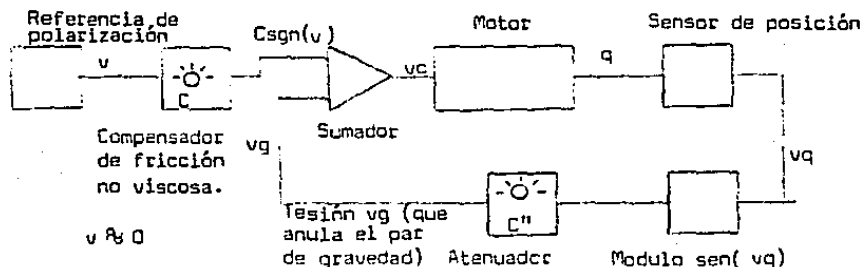 Referencia de
polarización
v
C
Csgn(v)
Sumador
vc
Motor
q
Sensor de posición
Compensador
de fricción
no viscosa.
vg
vq
v ≈ 0
Tesión vg (que
anula el par
de gravedad)
C"
Atenuador
Modulo sen( vq)